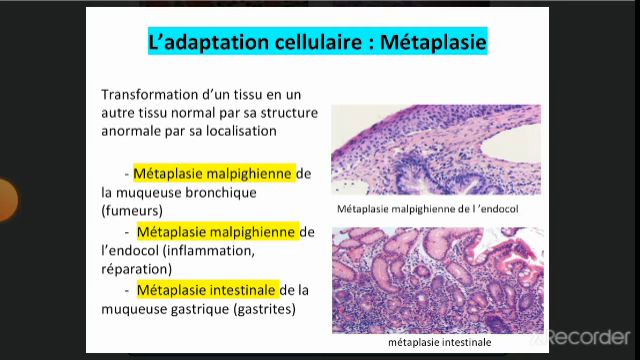 L'adaptation cellulaire : Métaplasie
Transformation d'un tissu en un
autre tissu normal par sa structure
anormale par sa localisation
- Métaplasie malpighienne de
la muqueuse bronchique
(fumeurs)
- Métaplasie malpighienne de
l'endocol (inflammation,
réparation)
- Métaplasie intestinale de la
muqueuse gastrique (gastrites)
Métaplasie malpighienne de l 'endocol
métaplasie intestinale
Recorder